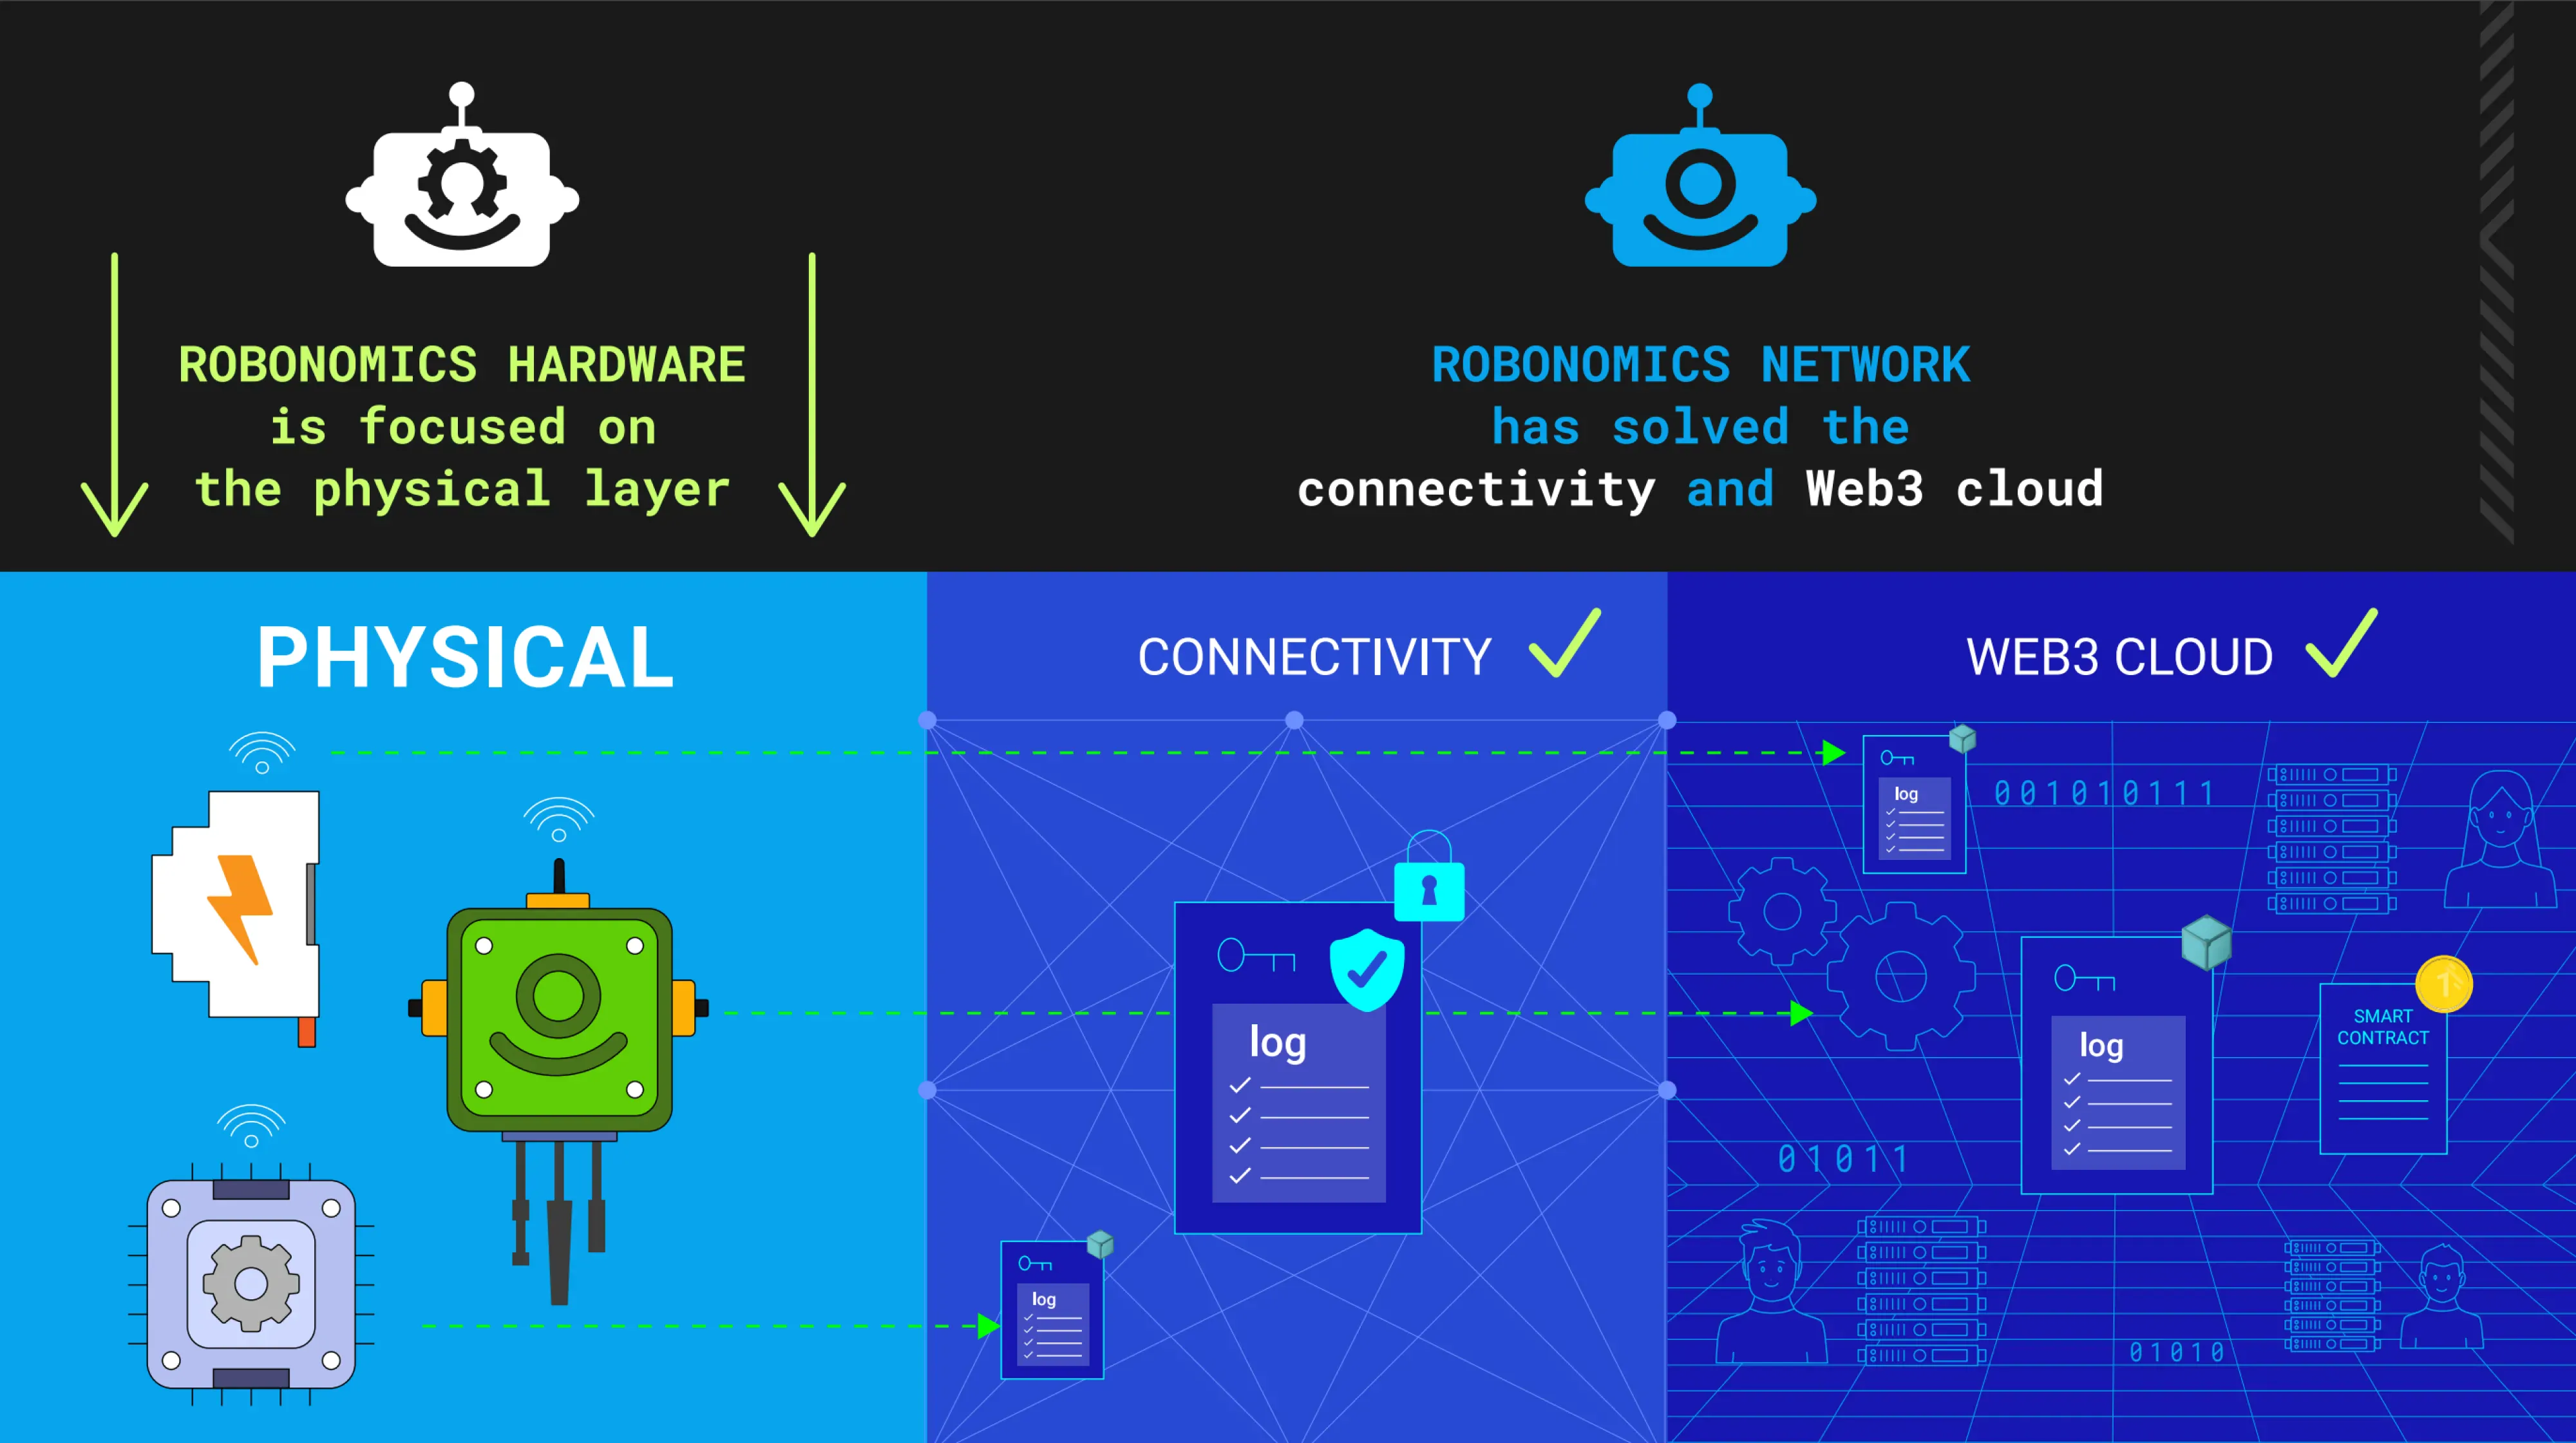 ROBONOMICS HARDWARE
is focused on
the physical layer
ROBONOMICS NETWORK
has solved the
connectivity and Web3 cloud
PHYSICAL
CONNECTIVITY
WEB3 CLOUD
log
001010111
log
log
SMART
CONTRACT
01011
log
01010